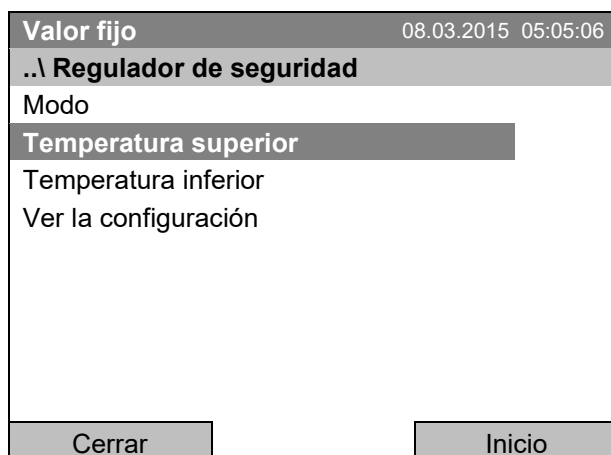 Valor fijo 08.03.2015 05:05:06
..\ Regulador de seguridad
Modo
Temperatura superior
Temperatura inferior
Ver la configuración
Cerrar Inicio